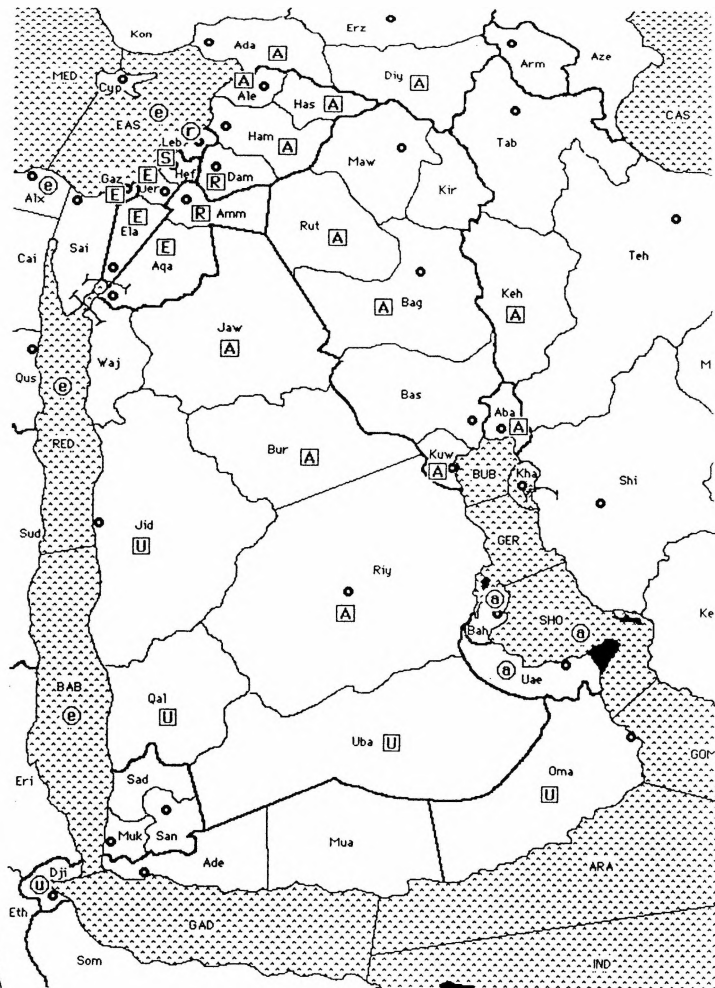 Kon
Ada
A
Erz
MED
Cyp
EAS
e
r
A
Ale
Has
A
Diy
A
Arm
Aze
CAS
Tab
Ham
A
Maw
Kir
Leb
S
Hef
Dam
R
Alx
e
Gaz
E
E
Jer
Ela
E
R
Amm
Rut
A
Teh
Cai
Sai
Aqa
E
Bag
A
Keh
A
Jaw
A
Qus
e
Waj
RED
Bas
Aba
A
M
Bur
A
Kuw
A
BUB
Kha
Shi
Sud
Jid
U
Riy
A
GER
a
Bah
SHO
a
a
Uae
Ke
BAB
e
Qal
U
Uba
U
Oma
U
GOM
Eri
Sad
Muk
San
Ade
Mua
ARA
Dji
u
Eth
GAD
Som
IND